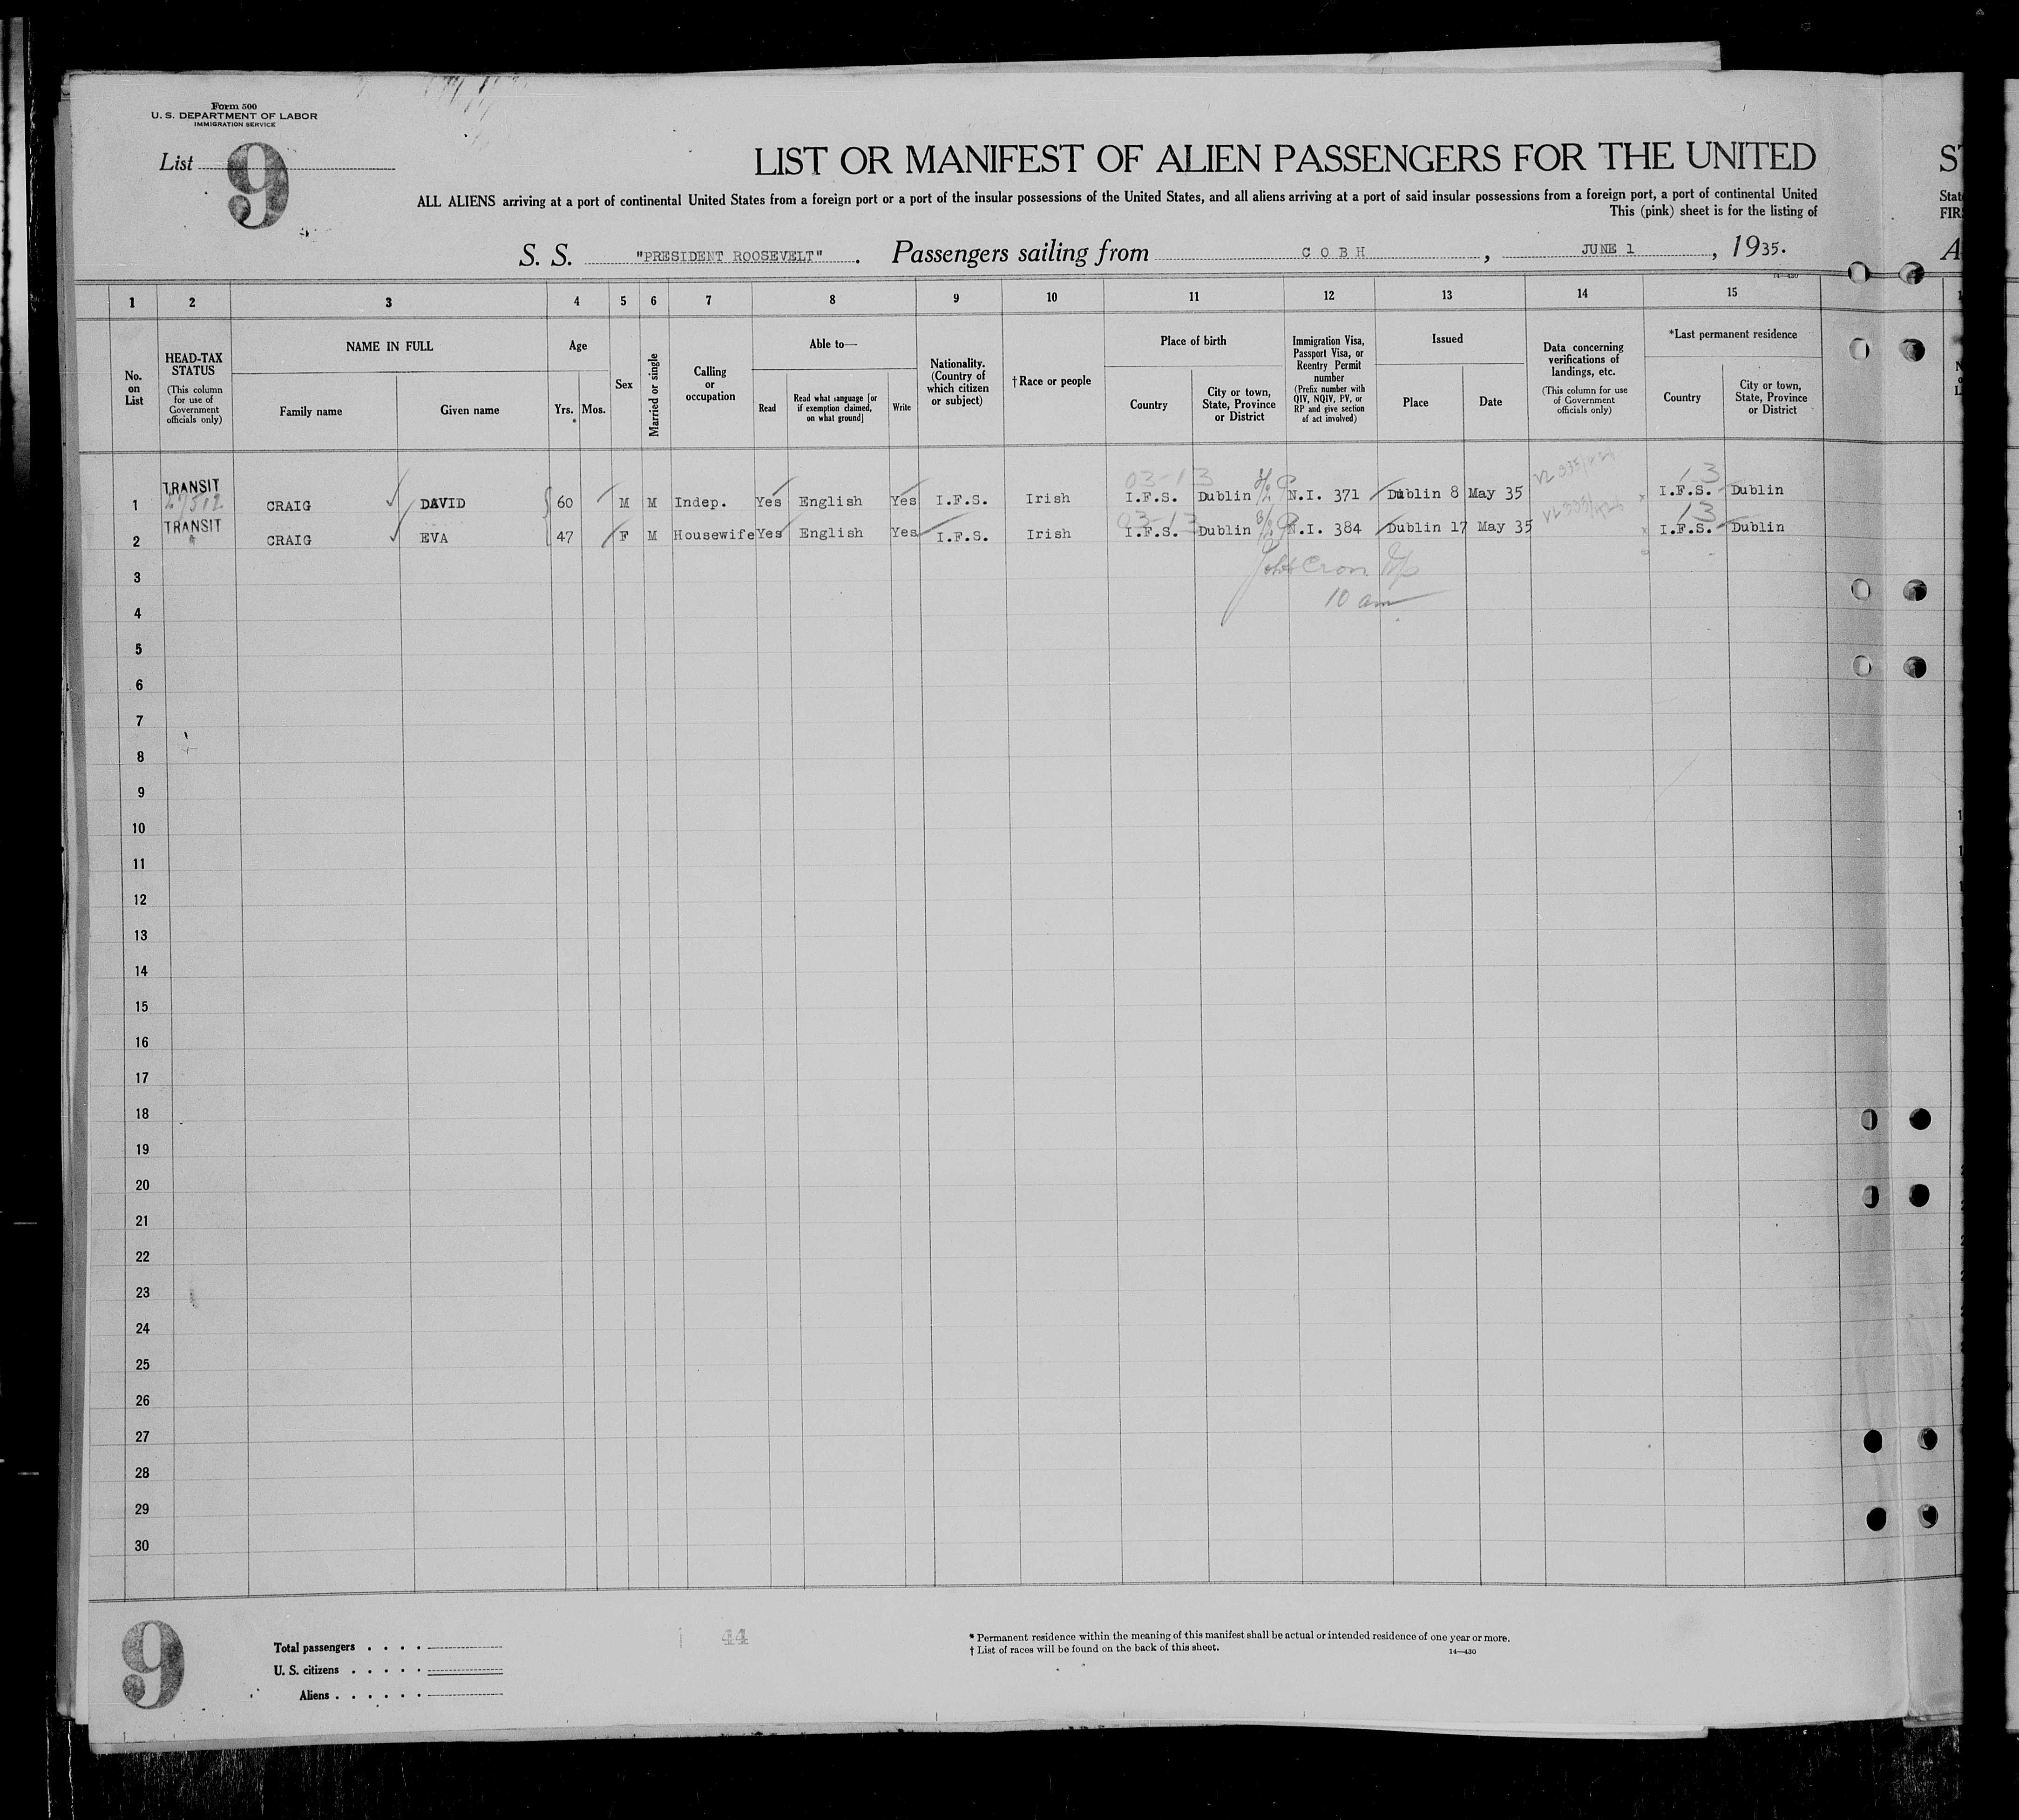 Form 500
U. S. DEPARTMENT OF LABOR
IMMIGRATION SERVICE
List 9
LIST OR MANIFEST OF ALIEN PASSENGERS FOR THE UNITED
ALL ALIENS arriving at a port of continental United States from a foreign port or a port of the insular possessions of the United States, and all aliens arriving at a port of said insular possessions from a foreign port, a port of continental United
This (pink) sheet is for the listing of
S. S. "PRESIDENT ROOSEVELT". Passengers sailing from COBH, JUNE 1, 1935.
1 2 3 4 5 6 7 8 9 10 11 12 13 14 15
No. on List
HEAD-TAX STATUS
(This column for use of Government officials only)
NAME IN FULL
Family name Given name
Age
Yrs. Mos.
Sex
Married or single
Calling or occupation
Able to—
Read
Read what language [or if exemption claimed, on what ground]
Write
Nationality. (Country of which citizen or subject)
†Race or people
Place of birth
Country
City or town, State, Province or District
Immigration Visa, Passport Visa, or Reentry Permit number
(Prefix number with QIV, NQIV, PV, or RP and give section of act involved)
Issued
Place Date
Data concerning verifications of landings, etc.
(This column for use of Government officials only)
*Last permanent residence
Country
City or town, State, Province or District
03-13 13
1 TRANSIT CRAIG DAVID 60 M M Indep. Yes English Yes I.F.S. Irish I.F.S. Dublin N.I. 371 Dublin 8 May 35 I.F.S. Dublin
03-13 13
2 TRANSIT CRAIG EVA 47 F M Housewife Yes English Yes I.F.S. Irish I.F.S. Dublin N.I. 384 Dublin 17 May 35 I.F.S. Dublin
3
10 am
4
5
6
7
8
9
10
11
12
13
14
15
16
17
18
19
20
21
22
23
24
25
26
27
28
29
30
9
Total passengers . . . .
U. S. citizens . . . . .
Aliens . . . . . .
44
* Permanent residence within the meaning of this manifest shall be actual or intended residence of one year or more.
† List of races will be found on the back of this sheet.
14—430